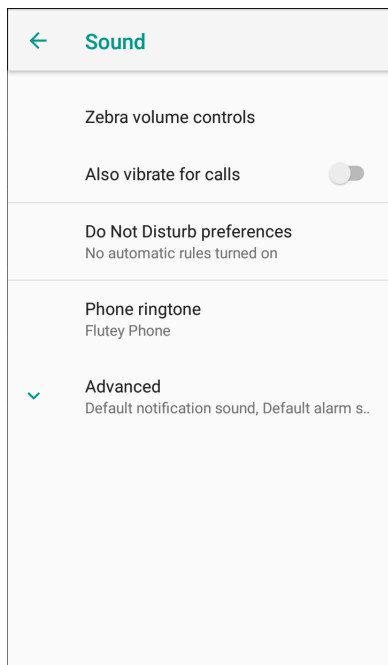 Sound
Zebra volume controls
Also vibrate for calls
Do Not Disturb preferences
No automatic rules turned on
Phone ringtone
Flutey Phone
Advanced
Default notification sound, Default alarm s..